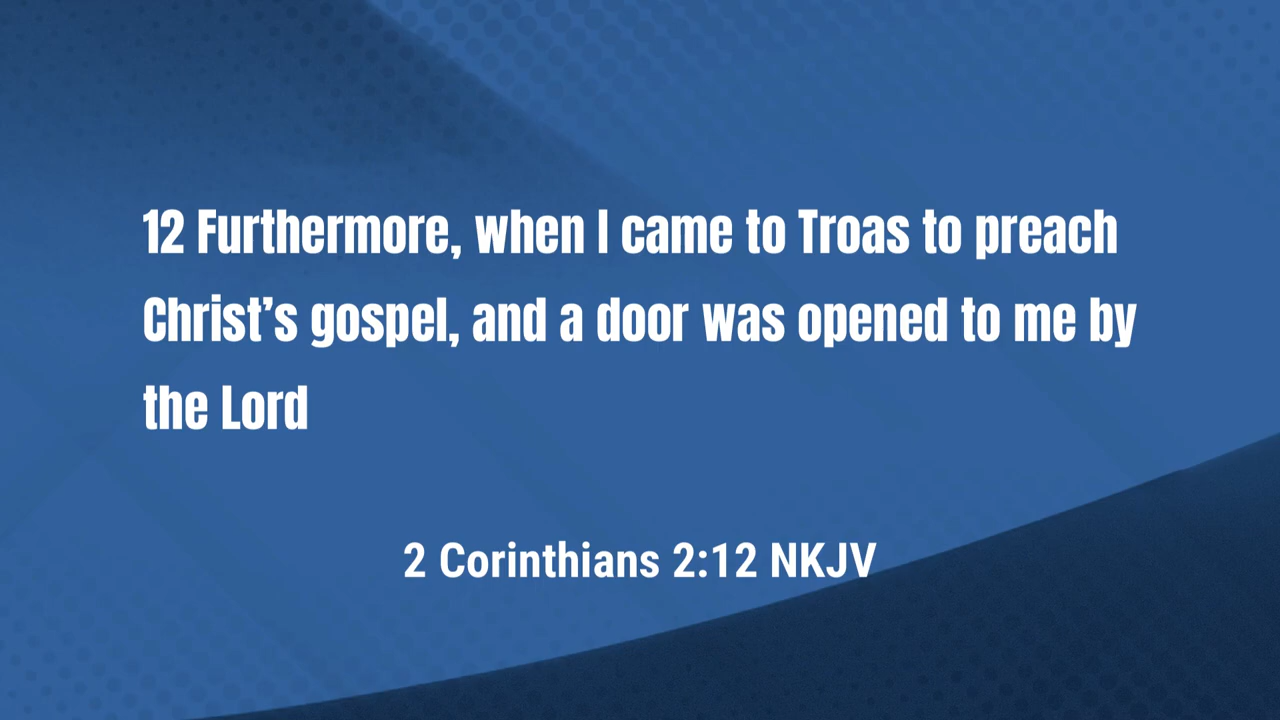 12 Furthermore, when I came to Troas to preach
Christ’s gospel, and a door was opened to me by
the Lord
2 Corinthians 2:12 NKJV